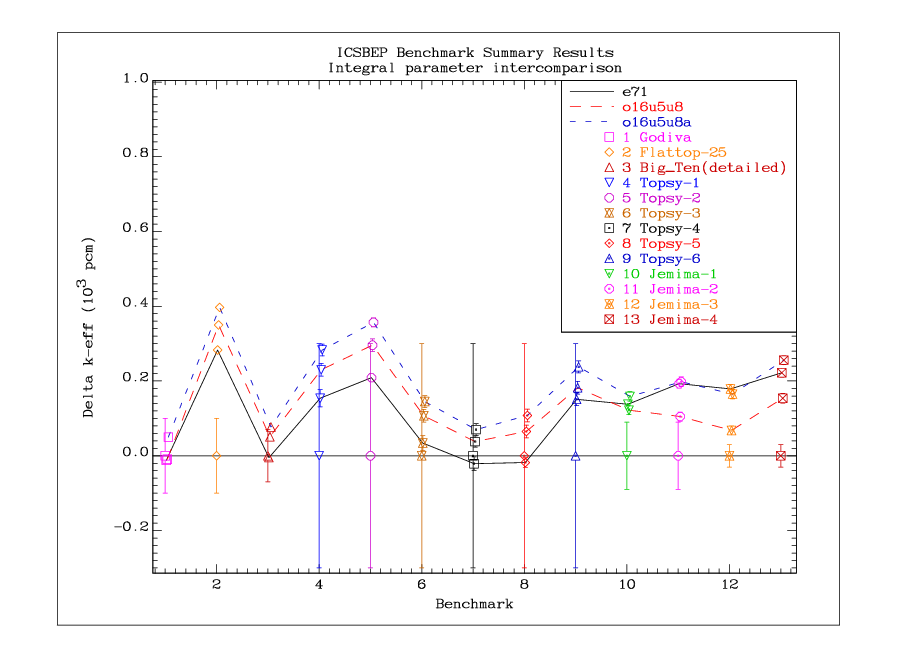 ICSBEP Benchmark Summary Results
Integral parameter intercomparison
1.0
0.8
0.6
0.4
0.2
0.0
−0.2
Delta k−eff (10³ pcm)
e71
o16u5u8
o16u5u8a
1 Godiva
2 Flattop−25
3 Big_Ten(detailed)
4 Topsy−1
5 Topsy−2
6 Topsy−3
7 Topsy−4
8 Topsy−5
9 Topsy−6
10 Jemima−1
11 Jemima−2
12 Jemima−3
13 Jemima−4
2 4 6 8 10 12
Benchmark